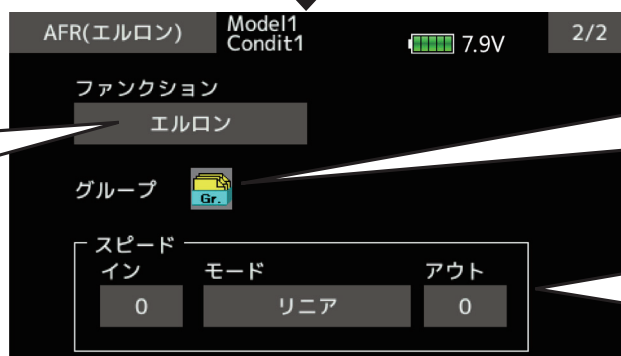 AFR(エルロン)
Model1
Condit1
7.9V
2/2
ファンクション
エルロン
グループ
Gr.
スピード
イン モード アウト
0 リニア 0